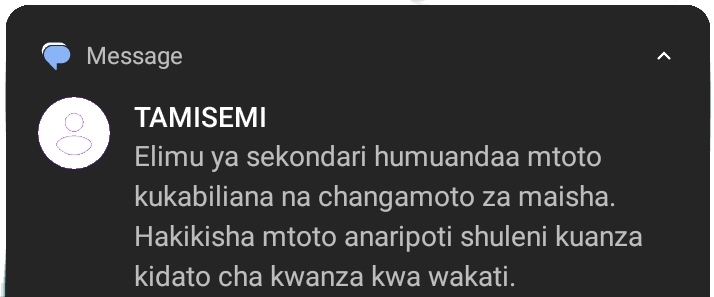 Message
TAMISEMI
Elimu ya sekondari humuandaa mtoto
kukabiliana na changamoto za maisha.
Hakikisha mtoto anaripoti shuleni kuanza
kidato cha kwanza kwa wakati.